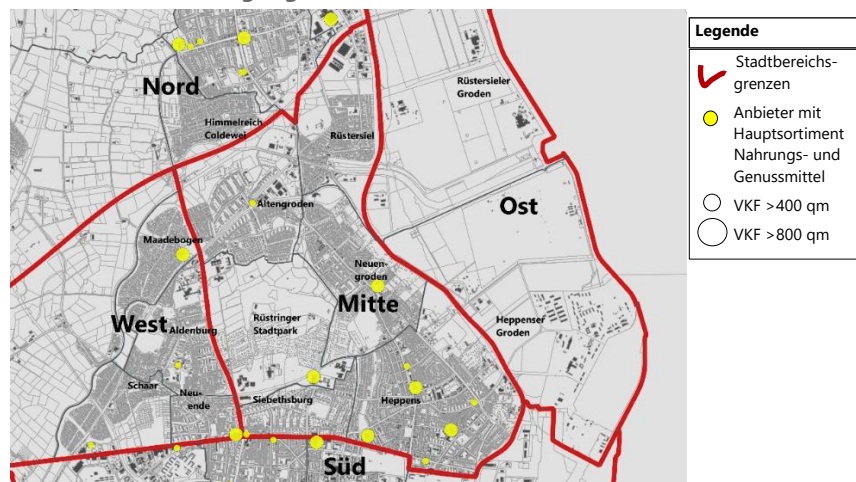 Nord
Himmelreich
Coldewei
Rüstersiel
Rüstersieler
Groden
Ost
Altengroden
Maadebogen
Neuen-
groden
Mitte
West
Aldenburg
Rüstringer
Stadtpark
Heppenser
Groden
Schaar
Neu-
ende
Siebethsburg
Heppens
Süd
Legende
Stadtbereichs-
grenzen
Anbieter mit
Hauptsortiment
Nahrungs- und
Genussmittel
VKF >400 qm
VKF >800 qm